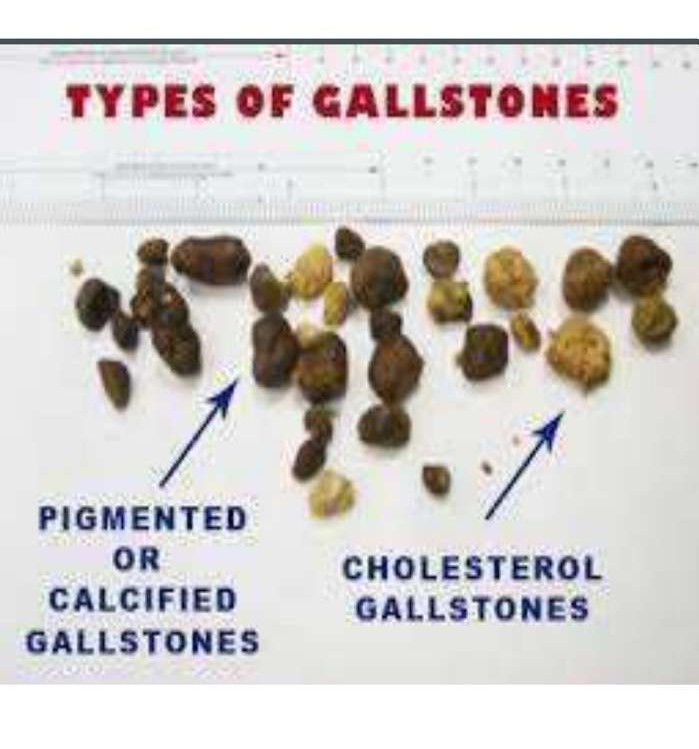 TYPES OF GALLSTONES
PIGMENTED
OR
CALCIFIED
GALLSTONES
CHOLESTEROL
GALLSTONES